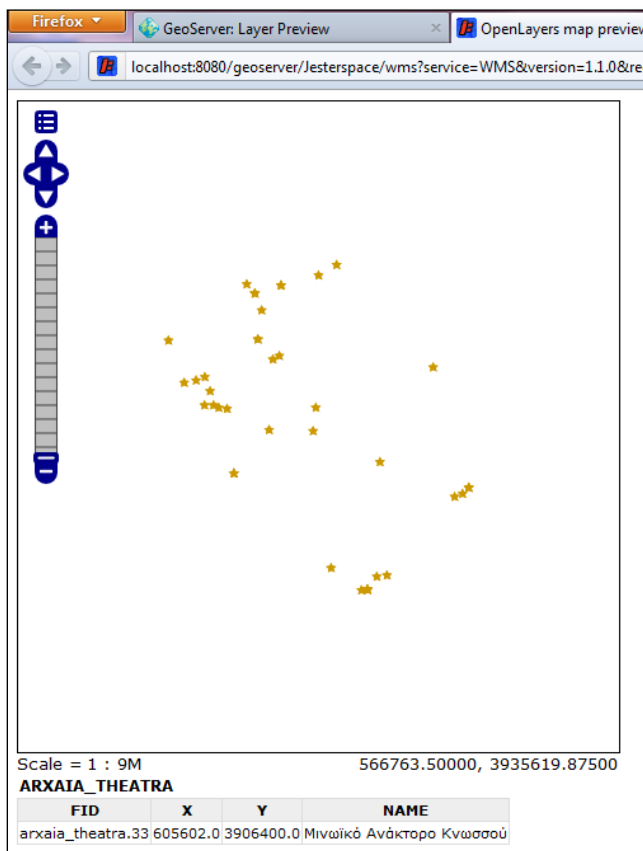 Firefox
GeoServer: Layer Preview
OpenLayers map preview
localhost:8080/geoserver/Jesterspace/wms?service=WMS&version=1.1.0&re
Scale = 1 : 9M
566763.50000, 3935619.87500
ARXAIA_THEATRA
FID X Y NAME
arxaia_theatra.33 605602.0 3906400.0 Μινωϊκό Ανάκτορο Κνωσσού